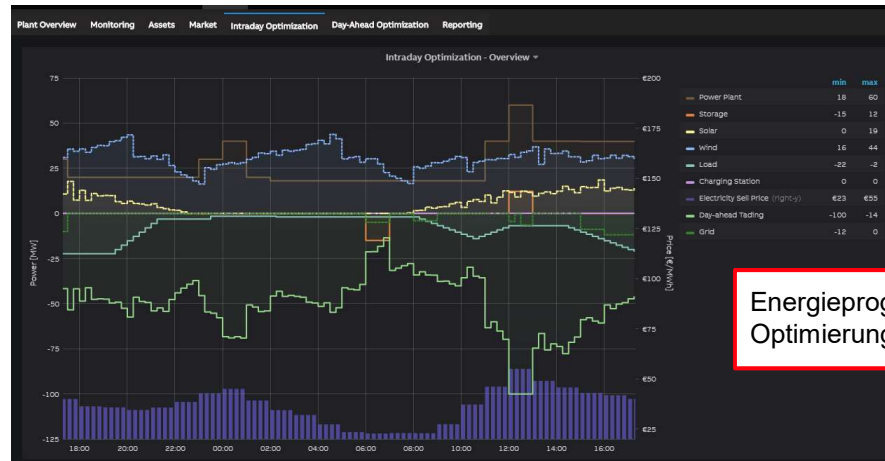 Plant Overview Monitoring Assets Market Intraday Optimization Day-Ahead Optimization Reporting
Intraday Optimization - Overview
75
50
25
0
-25
-50
-75
-100
-125
Power [MW]
18:00 20:00 22:00 00:00 02:00 04:00 06:00 08:00 10:00 12:00 14:00 16:00
€200
€175
€150
€125
€100
€75
€50
€25
Price [€/MWh]
min max
Power Plant 18 60
Storage -15 12
Solar 0 19
Wind 16 44
Load -22 -2
Charging Station 0 0
Electricity Sell Price (right-y) €23 €55
Day-ahead Tading -100 -14
Grid -12 0
Energieprog
Optimierung